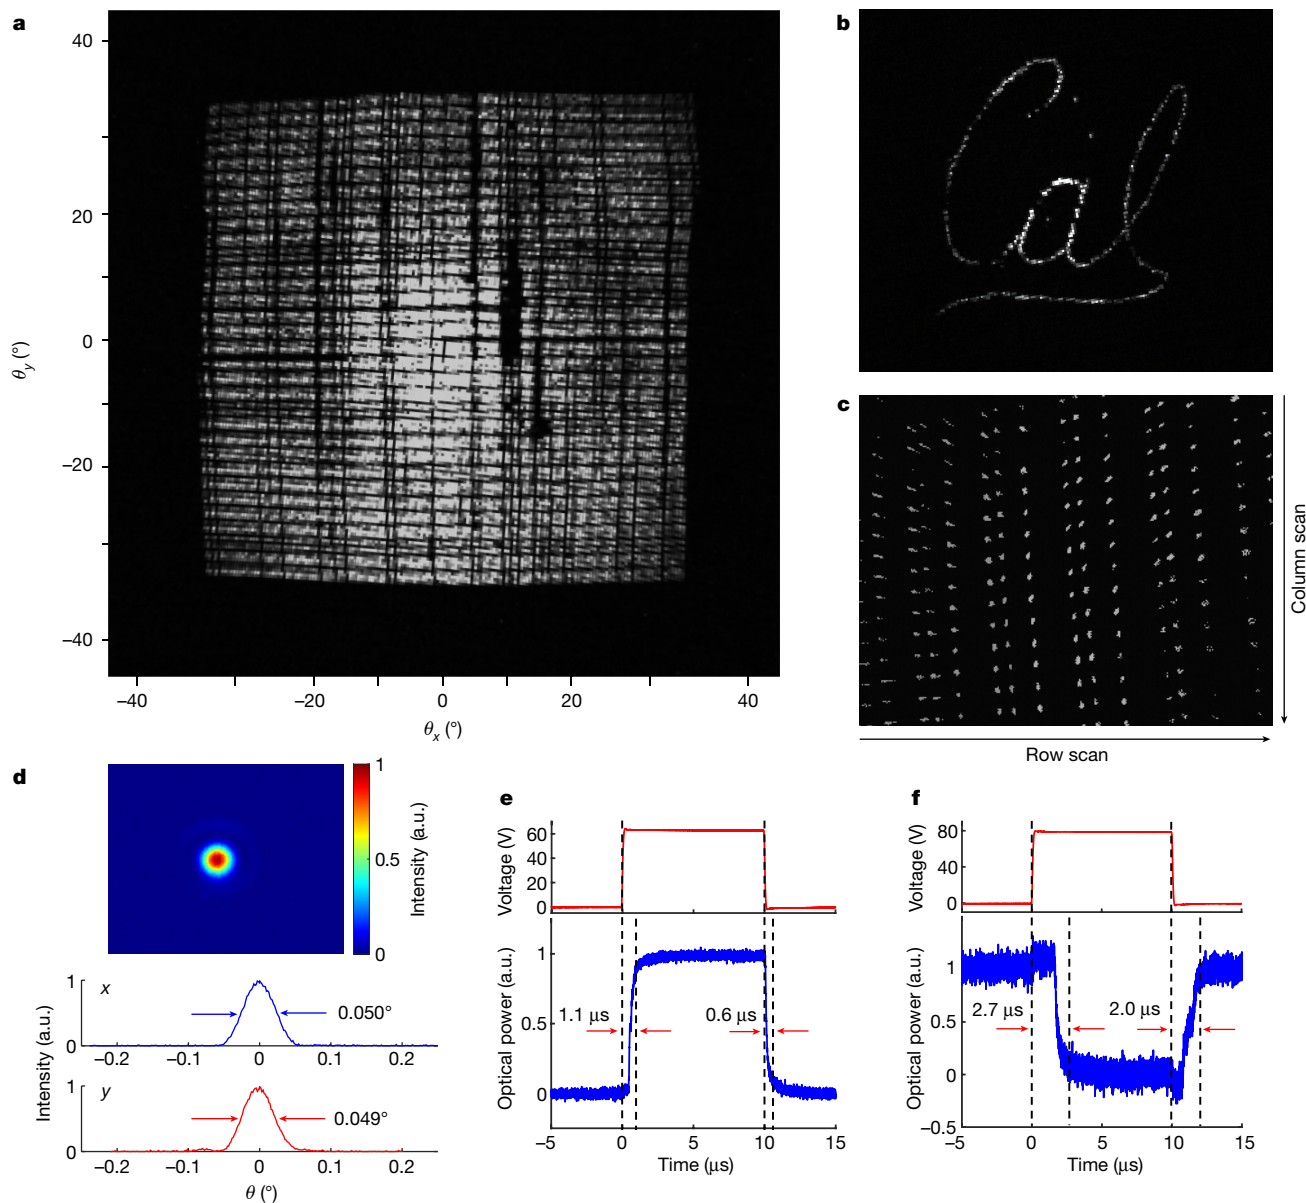 a
40
20
0
−20
−40
θy (°)
−40
−20
0
20
40
θx (°)
b
Cal
c
Column scan
Row scan
d
1
0.5
0
Intensity (a.u.)
x
0.050°
1
0
−0.2
−0.1
0
0.1
0.2
Intensity (a.u.)
y
0.049°
1
0
−0.2
−0.1
0
0.1
0.2
θ (°)
e
60
40
20
0
Voltage (V)
1
0.5
0
Optical power (a.u.)
1.1 μs
0.6 μs
−5
0
5
10
15
Time (μs)
f
80
40
0
Voltage (V)
1
0.5
0
−0.5
Optical power (a.u.)
2.7 μs
2.0 μs
−5
0
5
10
15
Time (μs)